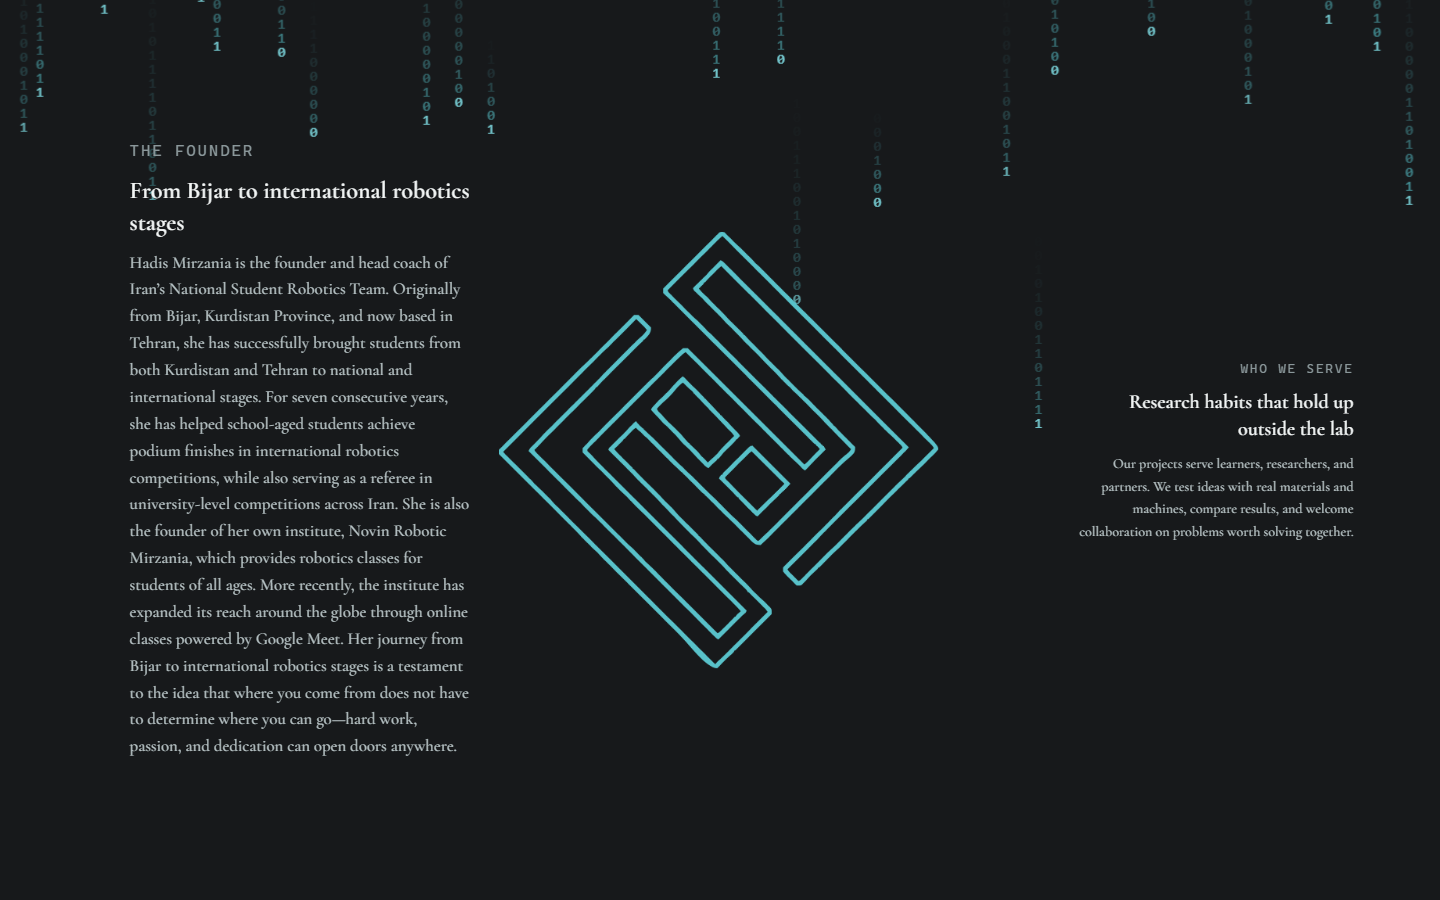 THE FOUNDER
From Bijar to international robotics
stages
Hadis Mirzania is the founder and head coach of
Iran’s National Student Robotics Team. Originally
from Bijar, Kurdistan Province, and now based in
Tehran, she has successfully brought students from
both Kurdistan and Tehran to national and
international stages. For seven consecutive years,
she has helped school-aged students achieve
podium finishes in international robotics
competitions, while also serving as a referee in
university-level competitions across Iran. She is also
the founder of her own institute, Novin Robotic
Mirzania, which provides robotics classes for
students of all ages. More recently, the institute has
expanded its reach around the globe through online
classes powered by Google Meet. Her journey from
Bijar to international robotics stages is a testament
to the idea that where you come from does not have
to determine where you can go—hard work,
passion, and dedication can open doors anywhere.
WHO WE SERVE
Research habits that hold up
outside the lab
Our projects serve learners, researchers, and
partners. We test ideas with real materials and
machines, compare results, and welcome
collaboration on problems worth solving together.